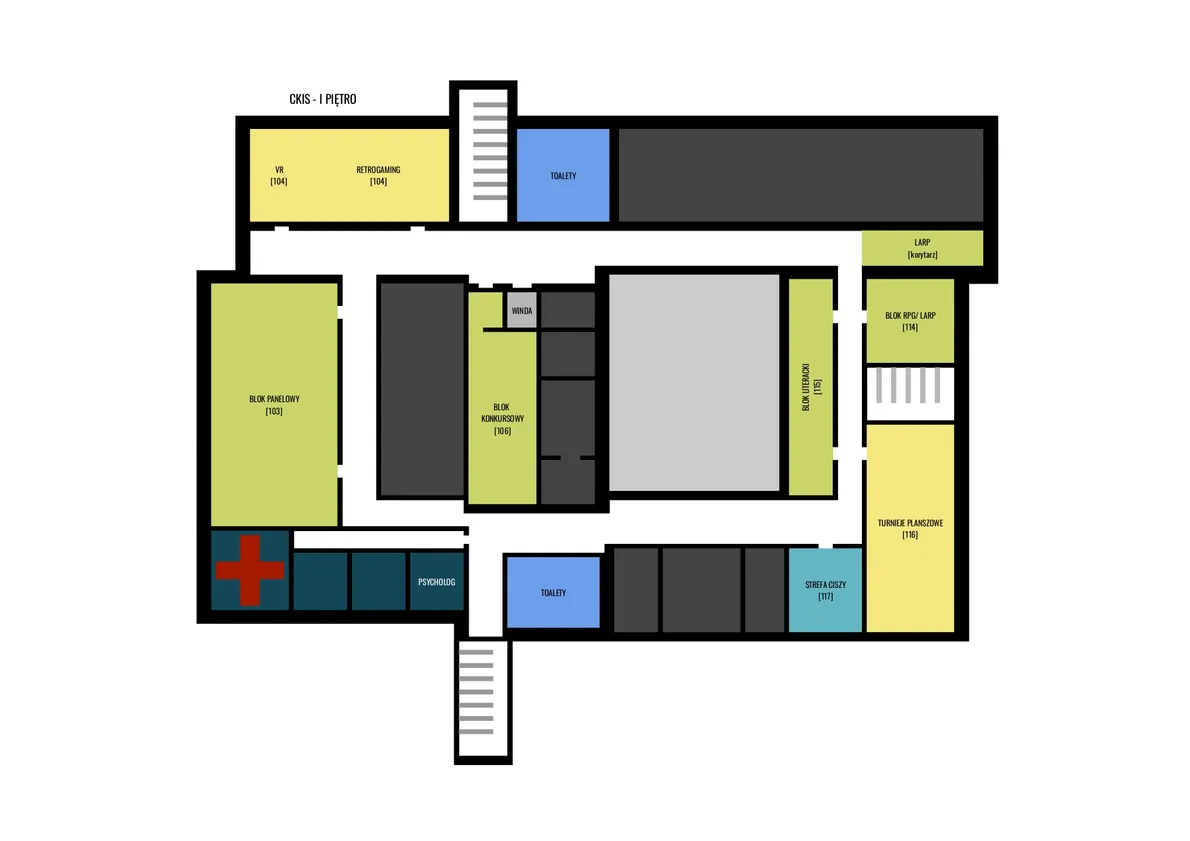 CKIS - I PIĘTRO
VR
[104]
RETROGAMING
[104]
TOALETY
LARP
[korytarz]
WINDA
BLOK RPG/ LARP
[114]
BLOK PANELOWY
[103]
BLOK
KONKURSOWY
[106]
BLOK LITERACKI
[115]
TURNIEJE PLANSZOWE
[116]
PSYCHOLOG
TOALETY
STREFA CISZY
[117]